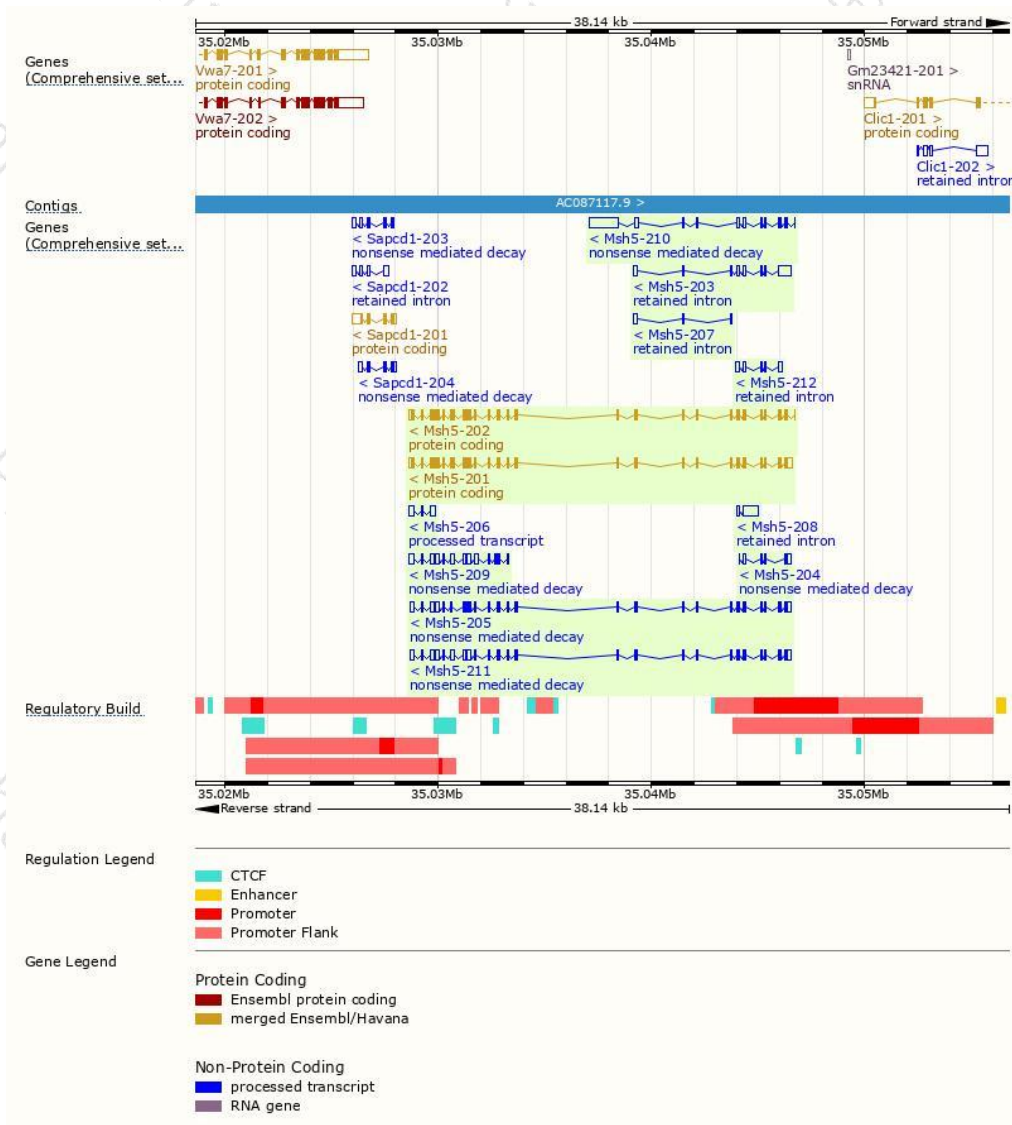 38.14 kb Forward strand
35.02Mb 35.03Mb 35.04Mb 35.05Mb
Genes
(Comprehensive set...
Vwa7-201 >
protein coding
Gm23421-201 >
snRNA
Vwa7-202 >
protein coding
Clic1-201 >
protein coding
Clic1-202 >
retained intron
Contigs
AC087117.9 >
Genes
(Comprehensive set...
< Sapcd1-203
nonsense mediated decay
< Msh5-210
nonsense mediated decay
< Sapcd1-202
retained intron
< Msh5-203
retained intron
< Sapcd1-201
protein coding
< Msh5-207
retained intron
< Sapcd1-204
nonsense mediated decay
< Msh5-212
retained intron
< Msh5-202
protein coding
< Msh5-201
protein coding
< Msh5-206
processed transcript
< Msh5-208
retained intron
< Msh5-209
nonsense mediated decay
< Msh5-204
nonsense mediated decay
< Msh5-205
nonsense mediated decay
< Msh5-211
nonsense mediated decay
Regulatory Build
35.02Mb 35.03Mb 35.04Mb 35.05Mb
Reverse strand 38.14 kb
Regulation Legend
CTCF
Enhancer
Promoter
Promoter Flank
Gene Legend
Protein Coding
Ensembl protein coding
merged Ensembl/Havana
Non-Protein Coding
processed transcript
RNA gene